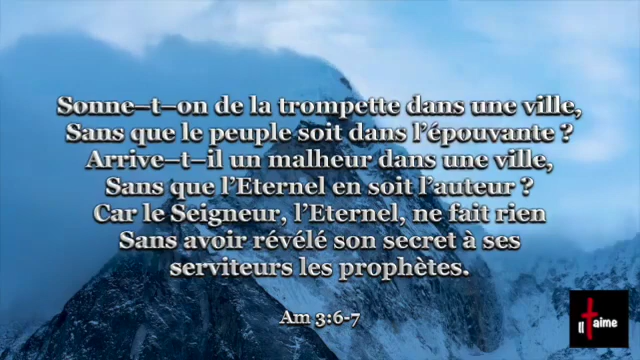 Sonne–t–on de la trompette dans une ville,
Sans que le peuple soit dans l’épouvante ?
Arrive–t–il un malheur dans une ville,
Sans que l’Eternel en soit l’auteur ?
Car le Seigneur, l’Eternel, ne fait rien
Sans avoir révélé son secret à ses
serviteurs les prophètes.
Am 3:6-7
Il t aime